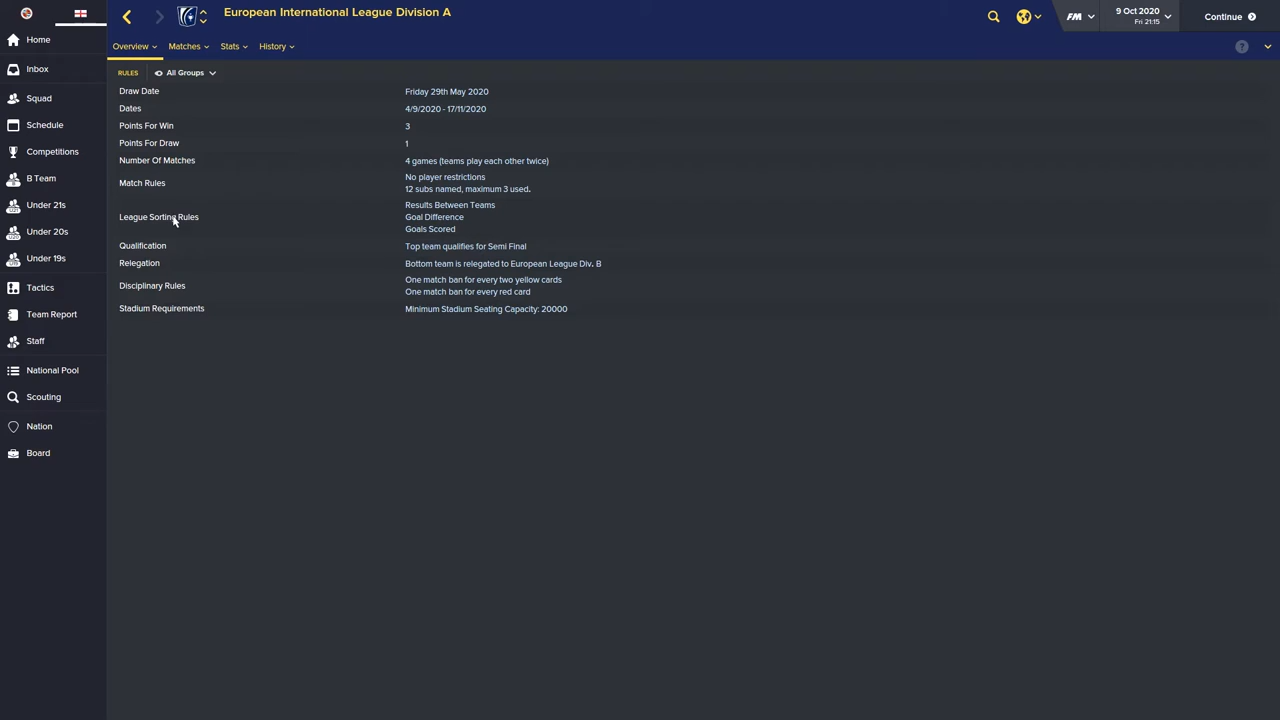 European International League Division A
FM
9 Oct 2020
Fri 21:15
Continue
Overview
Matches
Stats
History
?
RULES
All Groups
Home
Inbox
Squad
Schedule
Competitions
B Team
Under 21s
Under 20s
Under 19s
Tactics
Team Report
Staff
National Pool
Scouting
Nation
Board
Draw Date Friday 29th May 2020
Dates 4/9/2020 - 17/11/2020
Points For Win 3
Points For Draw 1
Number Of Matches 4 games (teams play each other twice)
Match Rules No player restrictions
12 subs named, maximum 3 used.
League Sorting Rules Results Between Teams
Goal Difference
Goals Scored
Qualification Top team qualifies for Semi Final
Relegation Bottom team is relegated to European League Div. B
Disciplinary Rules One match ban for every two yellow cards
One match ban for every red card
Stadium Requirements Minimum Stadium Seating Capacity: 20000